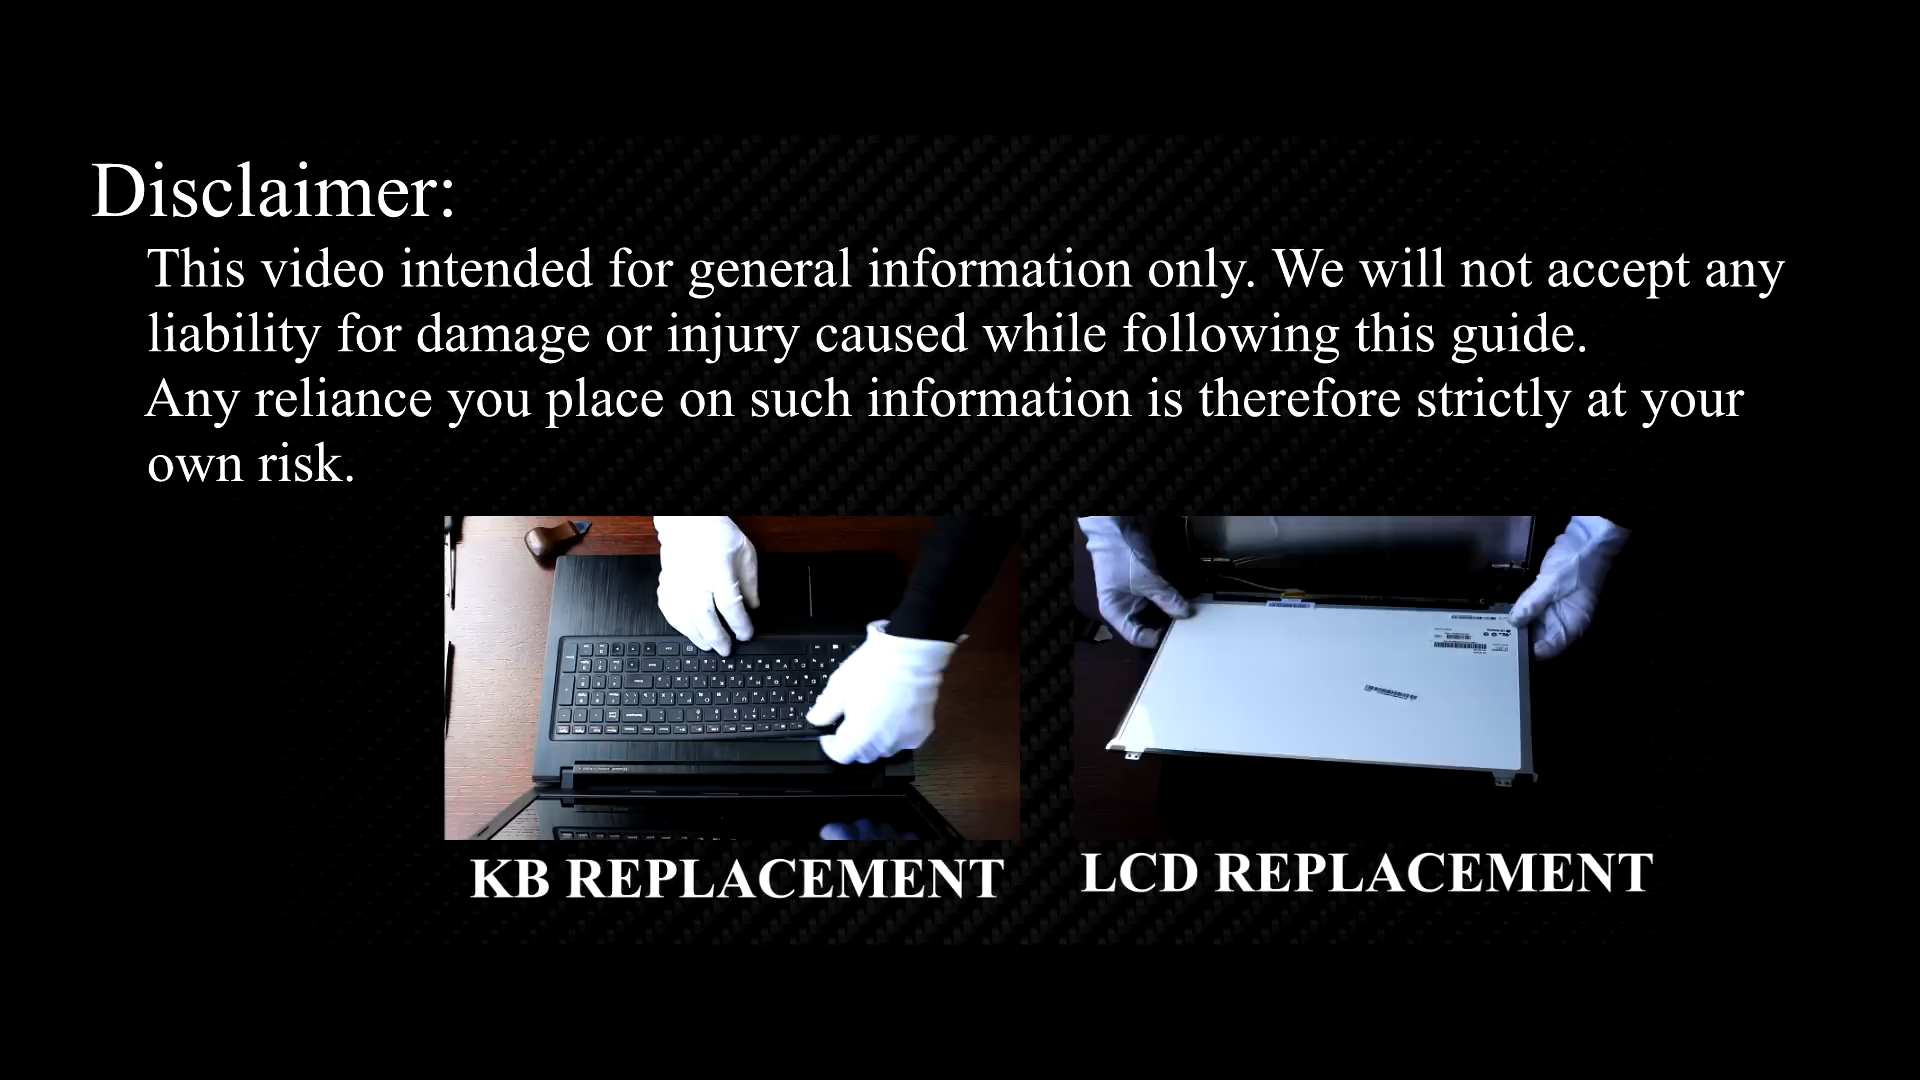 Disclaimer:
This video intended for general information only. We will not accept any
liability for damage or injury caused while following this guide.
Any reliance you place on such information is therefore strictly at your
own risk.
KB REPLACEMENT
LCD REPLACEMENT